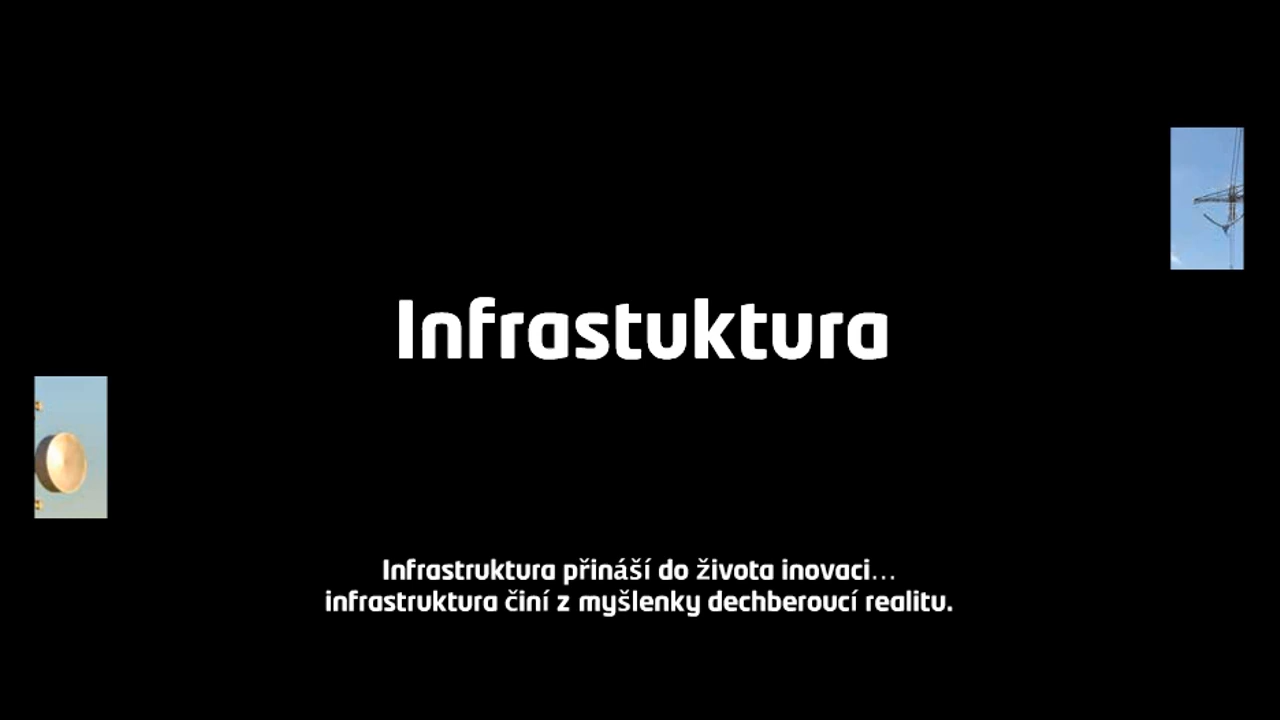 Infrastuktura
Infrastruktura přináší do života inovaci...
infrastruktura činí z myšlenky dechberoucí realitu.